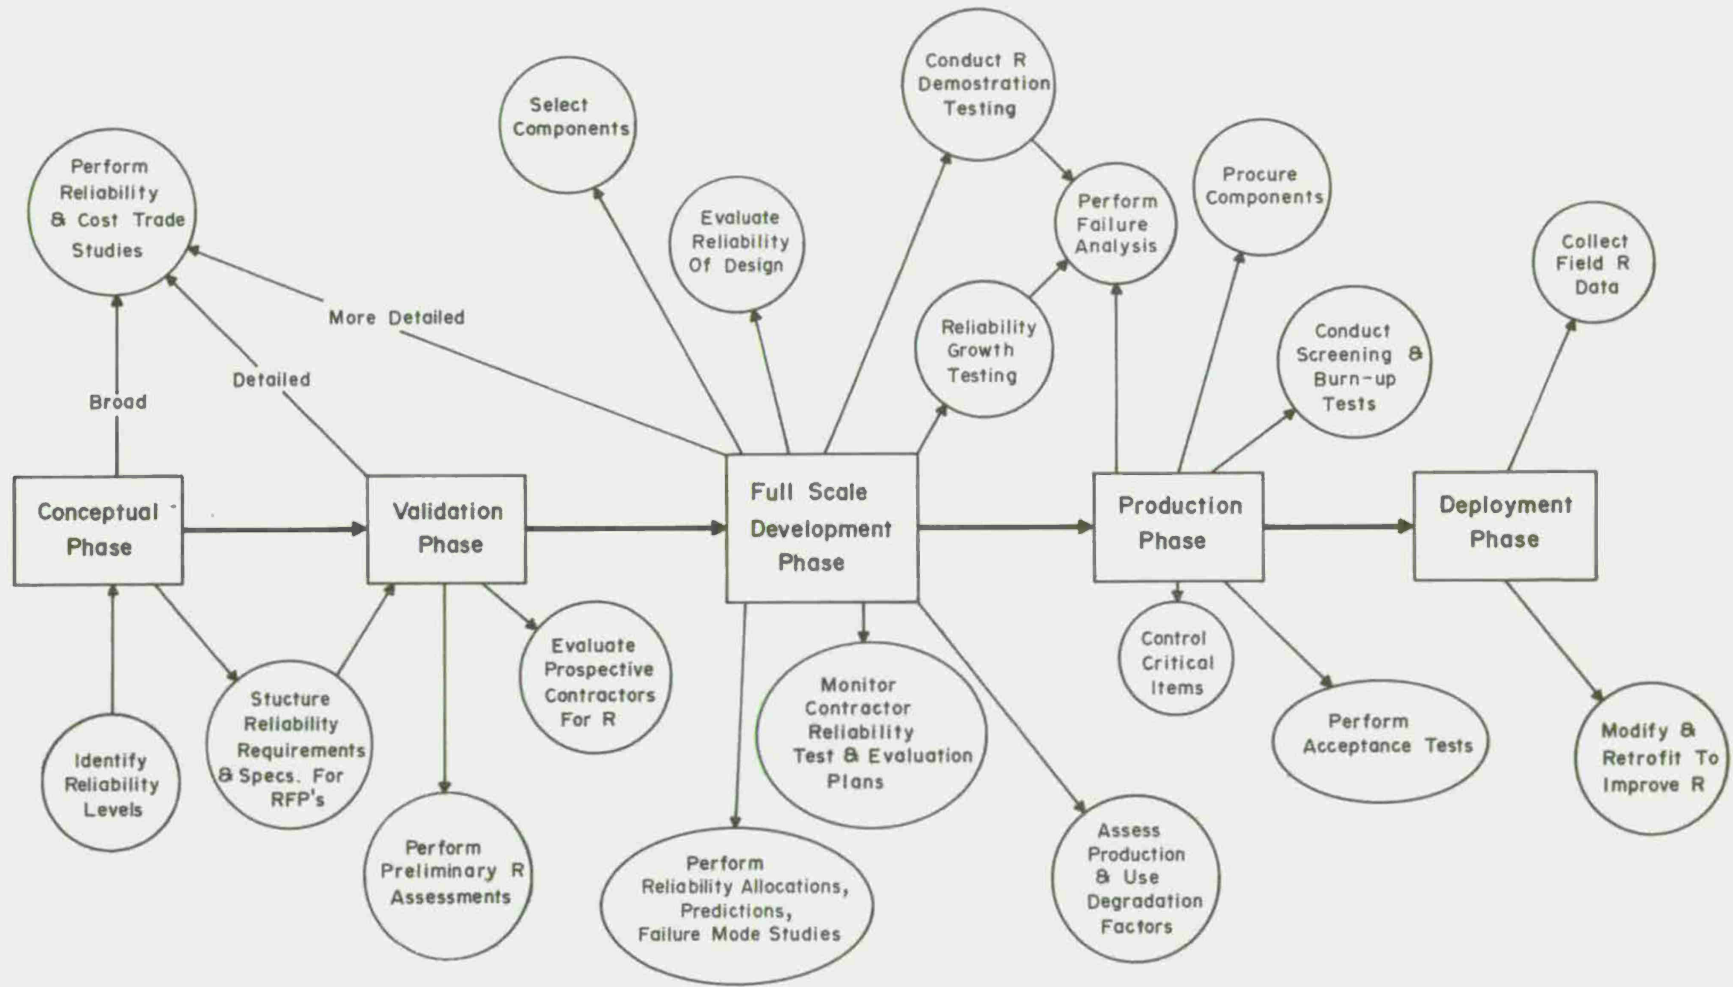 Perform
Reliability
& Cost Trade
Studies
Select
Components
Evaluate
Reliability
Of Design
Conduct R
Demostration
Testing
Perform
Failure
Analysis
Reliability
Growth
Testing
Procure
Components
Conduct
Screening &
Burn-up
Tests
Collect
Field R
Data
More Detailed
Detailed
Broad
Conceptual
Phase
Validation
Phase
Full Scale
Development
Phase
Production
Phase
Deployment
Phase
Identify
Reliability
Levels
Stucture
Reliability
Requirements
& Specs. For
RFP's
Perform
Preliminary R
Assessments
Evaluate
Prospective
Contractors
For R
Perform
Reliability Allocations,
Predictions,
Failure Mode Studies
Monitor
Contractor
Reliability
Test & Evaluation
Plans
Assess
Production
& Use
Degradation
Factors
Control
Critical
Items
Perform
Acceptance Tests
Modify &
Retrofit To
Improve R